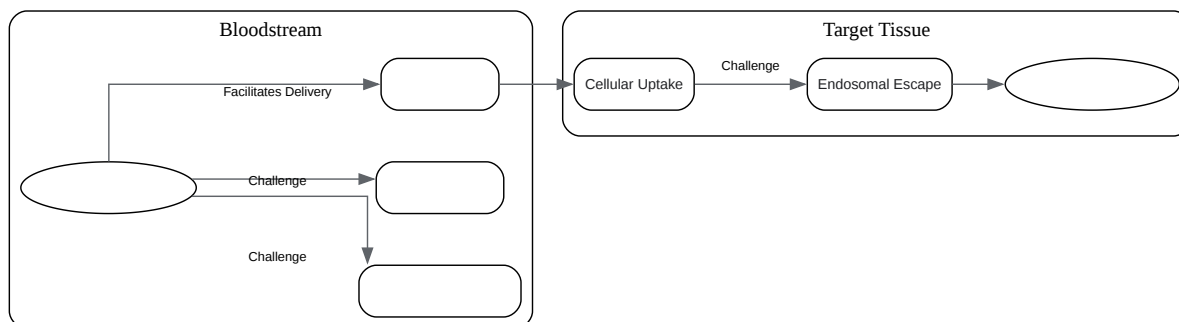 Bloodstream
Facilitates Delivery
Challenge
Challenge
Target Tissue
Cellular Uptake
Challenge
Endosomal Escape